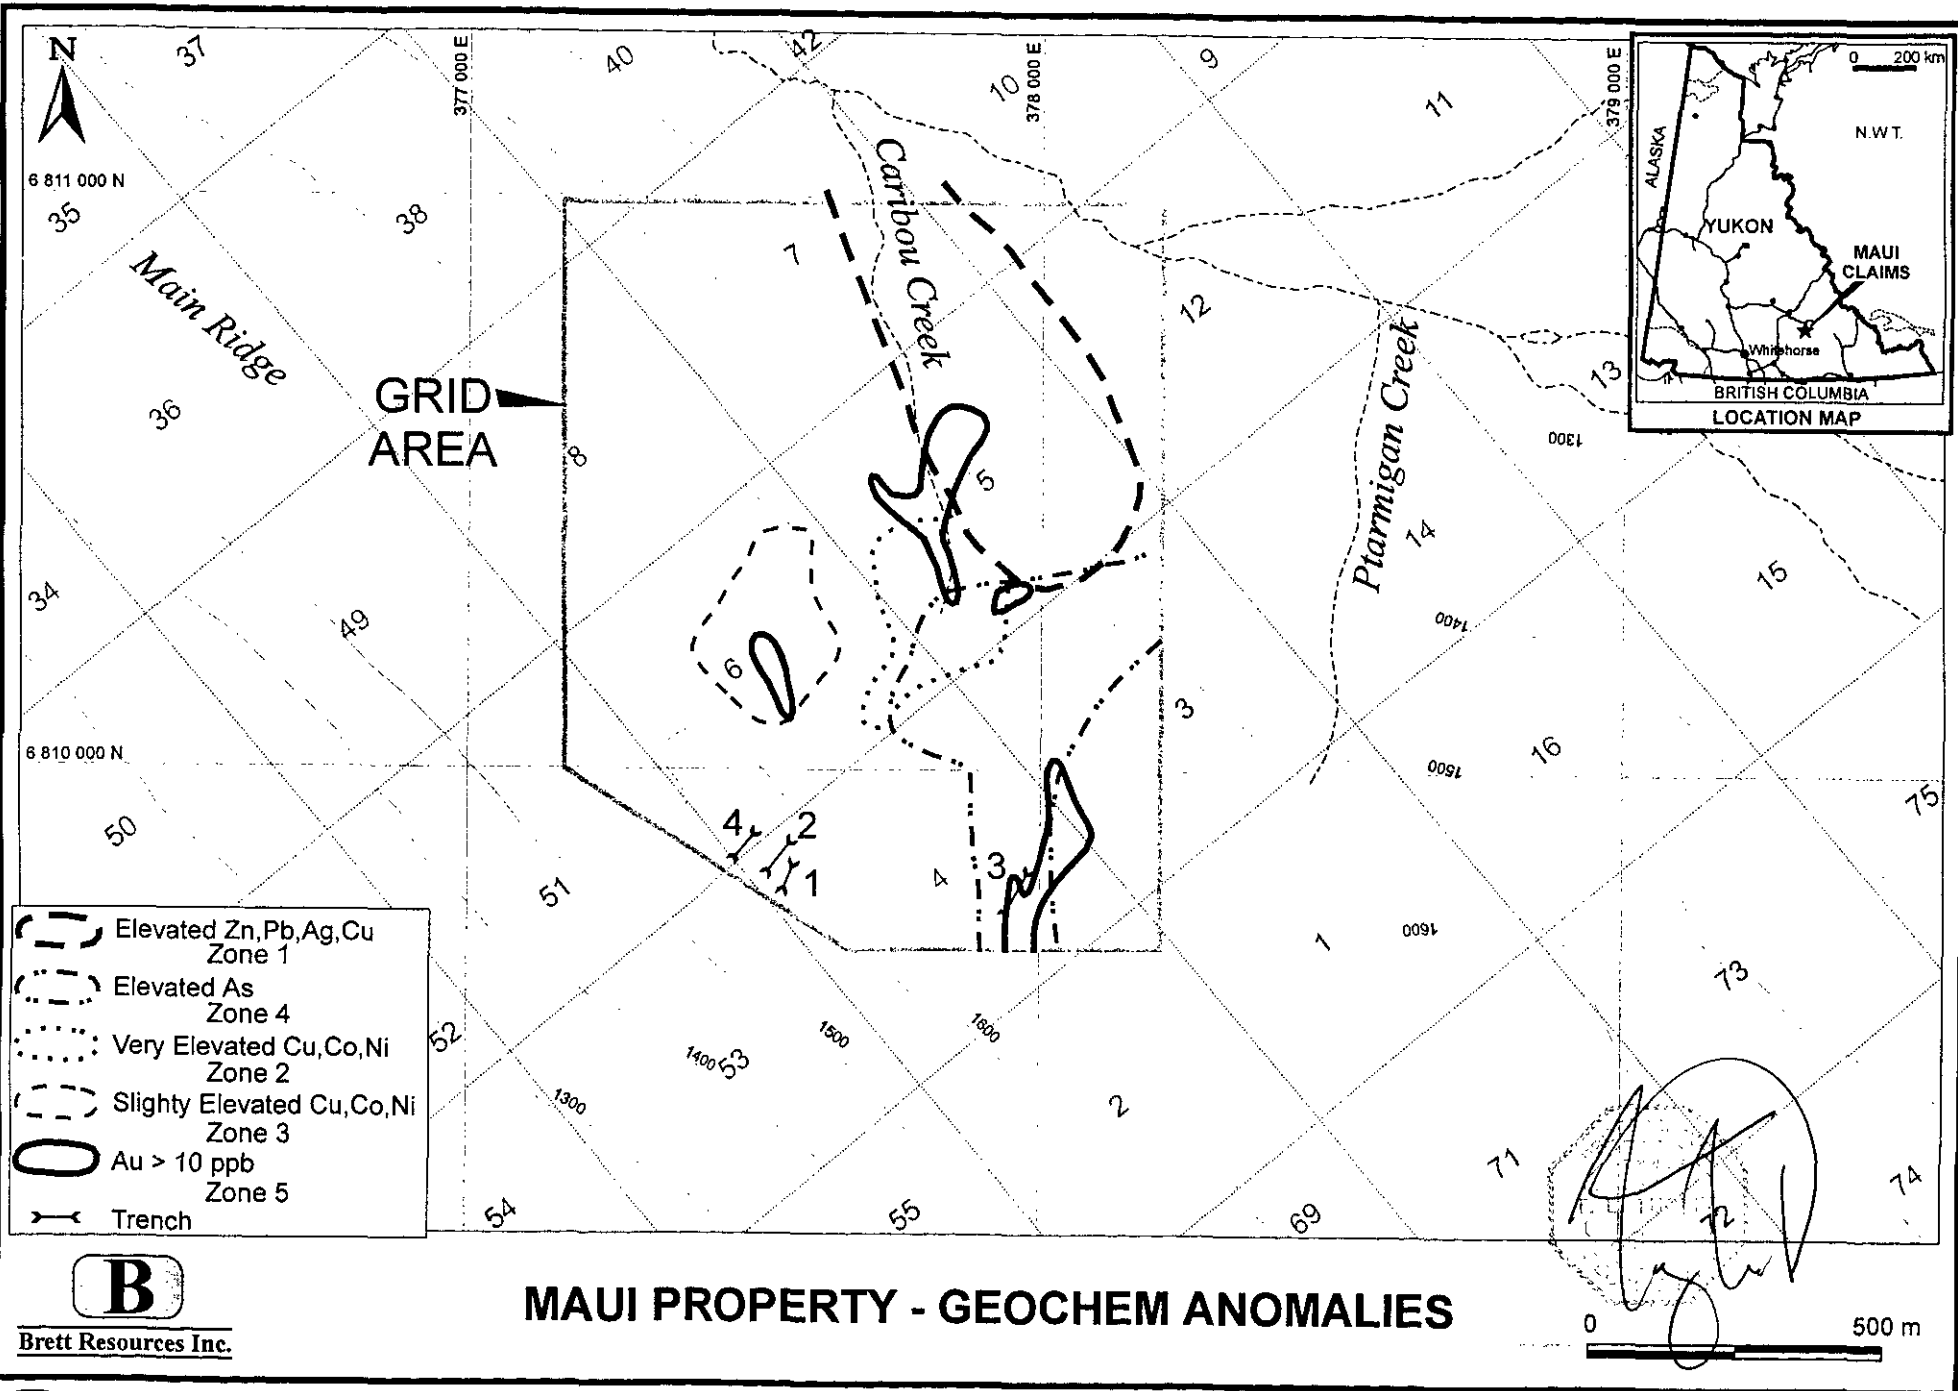 N
37
40
42
377 000 E
10
378 000 E
9
11
379 000 E
0 200 km
N.W.T.
ALASKA
YUKON
MAUI
CLAIMS
Whitehorse
BRITISH COLUMBIA
LOCATION MAP
6 811 000 N
35
38
7
Caribou Creek
12
Main Ridge
Ptarmigan Creek
13
GRID
AREA
36
8
5
1300
14
15
34
49
1400
6
3
6 810 000 N
16
1500
75
50
4
2
1
51
4
3
1
1600
73
Elevated Zn,Pb,Ag,Cu
Zone 1
Elevated As
Zone 4
Very Elevated Cu,Co,Ni
Zone 2
Slighty Elevated Cu,Co,Ni
Zone 3
Au > 10 ppb
Zone 5
Trench
52
1400
53
1500
1600
1300
2
71
74
54
55
69
72
B
Brett Resources Inc.
MAUI PROPERTY - GEOCHEM ANOMALIES
0 500 m